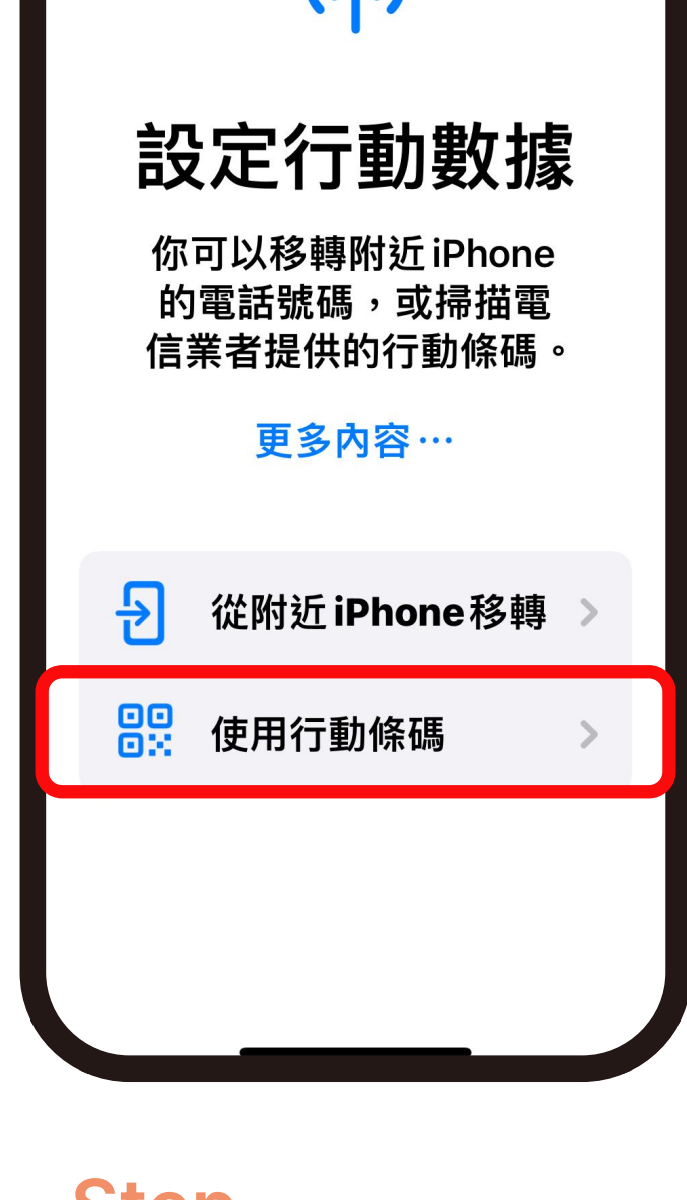 設定行動數據
你可以移轉附近 iPhone
的電話號碼，或掃描電
信業者提供的行動條碼。
更多內容⋯
從附近 iPhone 移轉
使用行動條碼
Step